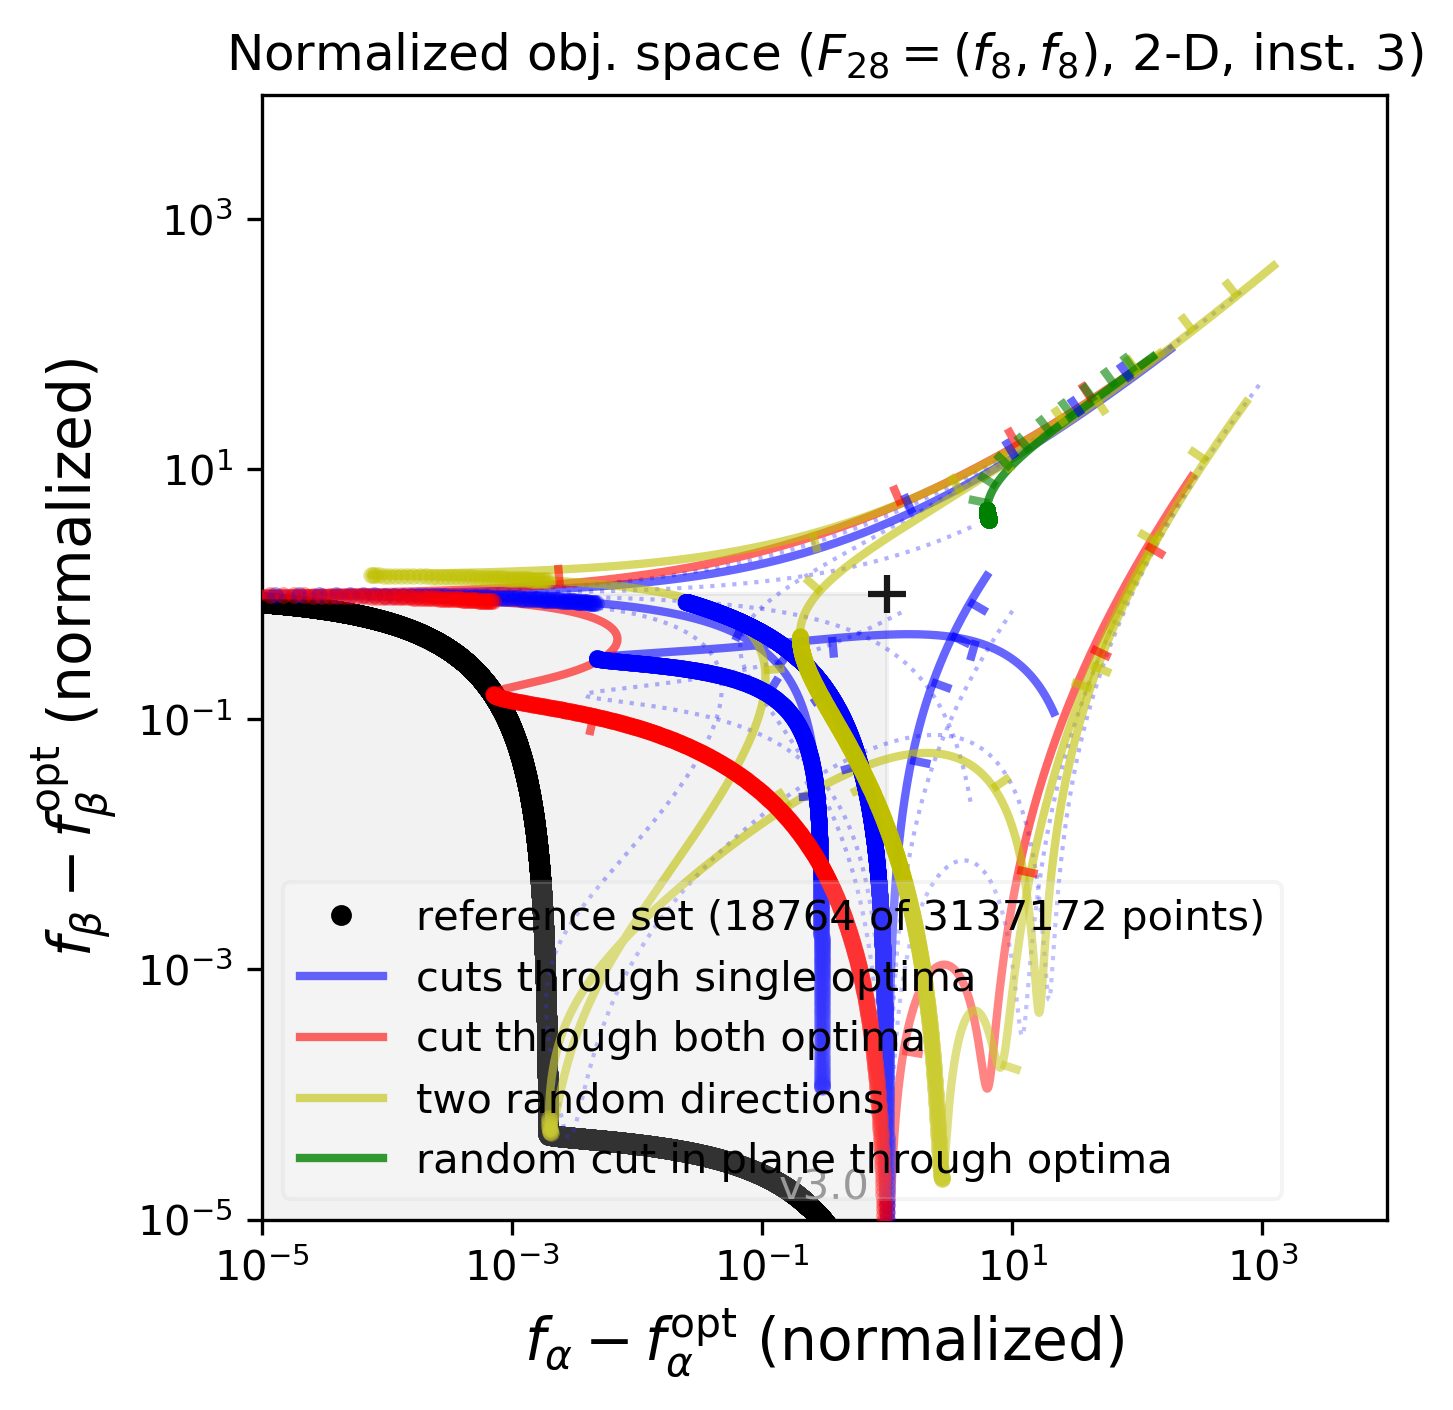 Normalized obj. space (F₂₈ = (f₈, f₈), 2-D, inst. 3)
10³
10¹
10⁻¹
10⁻³
10⁻⁵
f_β − f_β^opt (normalized)
reference set (18764 of 3137172 points)
cuts through single optima
cut through both optima
two random directions
random cut in plane through optima
v3.0
10⁻⁵ 10⁻³ 10⁻¹ 10¹ 10³
f_α − f_α^opt (normalized)